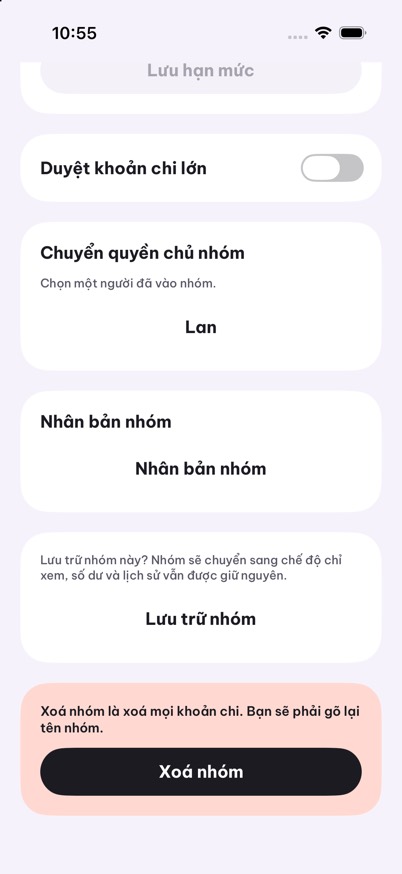 10:55
Lưu hạn mức
Duyệt khoản chi lớn
Chuyển quyền chủ nhóm
Chọn một người đã vào nhóm.
Lan
Nhân bản nhóm
Nhân bản nhóm
Lưu trữ nhóm này? Nhóm sẽ chuyển sang chế độ chỉ
xem, số dư và lịch sử vẫn được giữ nguyên.
Lưu trữ nhóm
Xoá nhóm là xoá mọi khoản chi. Bạn sẽ phải gõ lại
tên nhóm.
Xoá nhóm